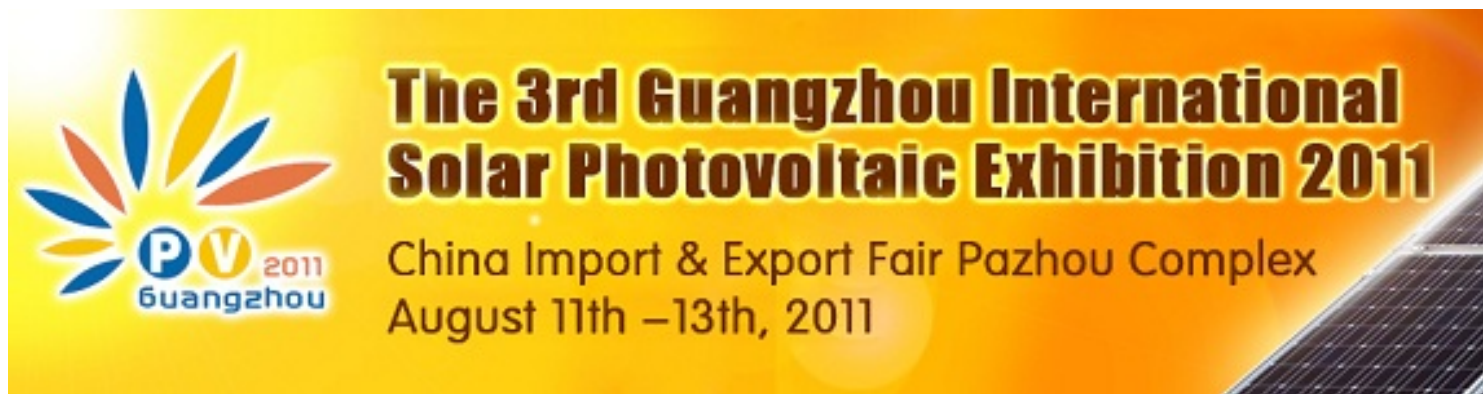 The 3rd Guangzhou International
Solar Photovoltaic Exhibition 2011
China Import & Export Fair Pazhou Complex
August 11th –13th, 2011
PV 2011
Guangzhou